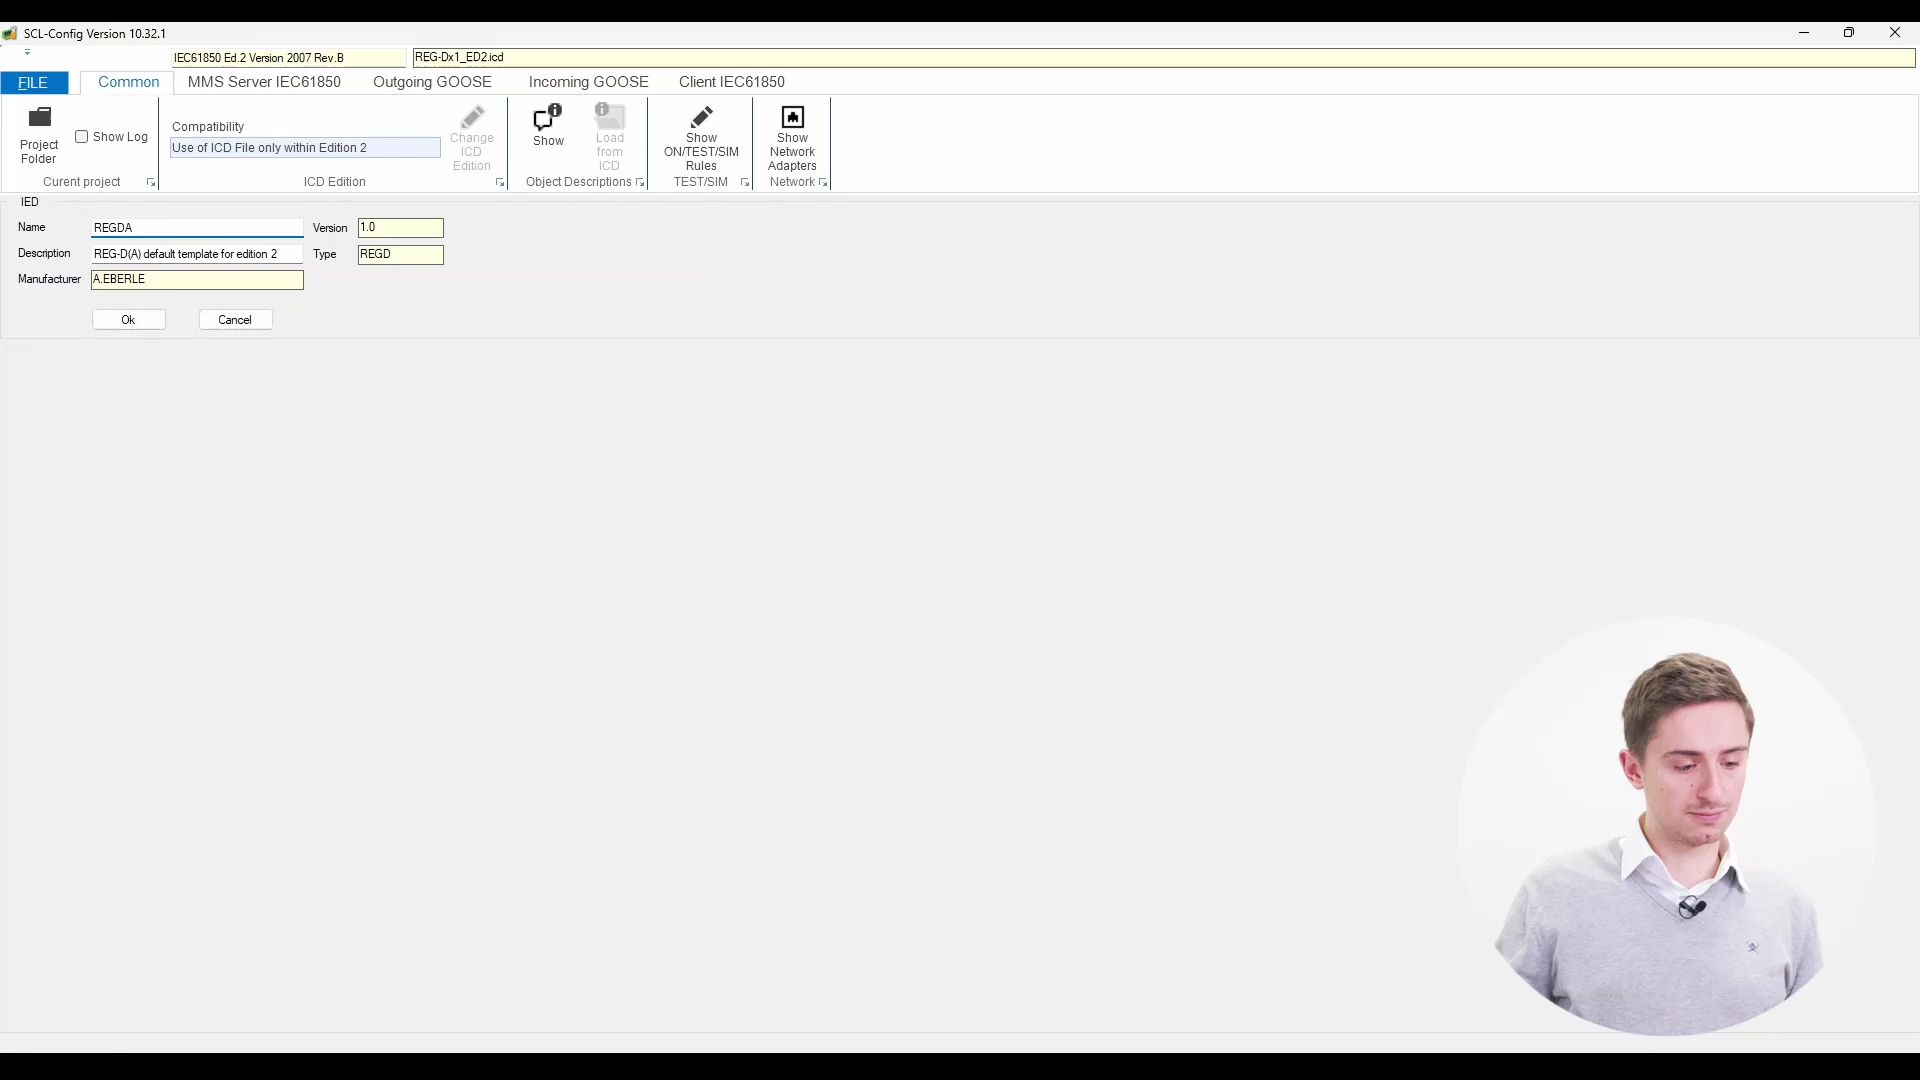 SCL-Config Version 10.32.1
IEC61850 Ed.2 Version 2007 Rev.B
REG-Dx1_ED2.icd
FILE
Common
MMS Server IEC61850
Outgoing GOOSE
Incoming GOOSE
Client IEC61850
Project
Folder
Show Log
Curent project
Compatibility
Use of ICD File only within Edition 2
Change
ICD
Edition
ICD Edition
Show
Load
from
ICD
Object Descriptions
Show
ON/TEST/SIM
Rules
TEST/SIM
Show
Network
Adapters
Network
IED
Name
REGDA
Version
1.0
Description
REG-D(A) default template for edition 2
Type
REGD
Manufacturer
A.EBERLE
Ok
Cancel